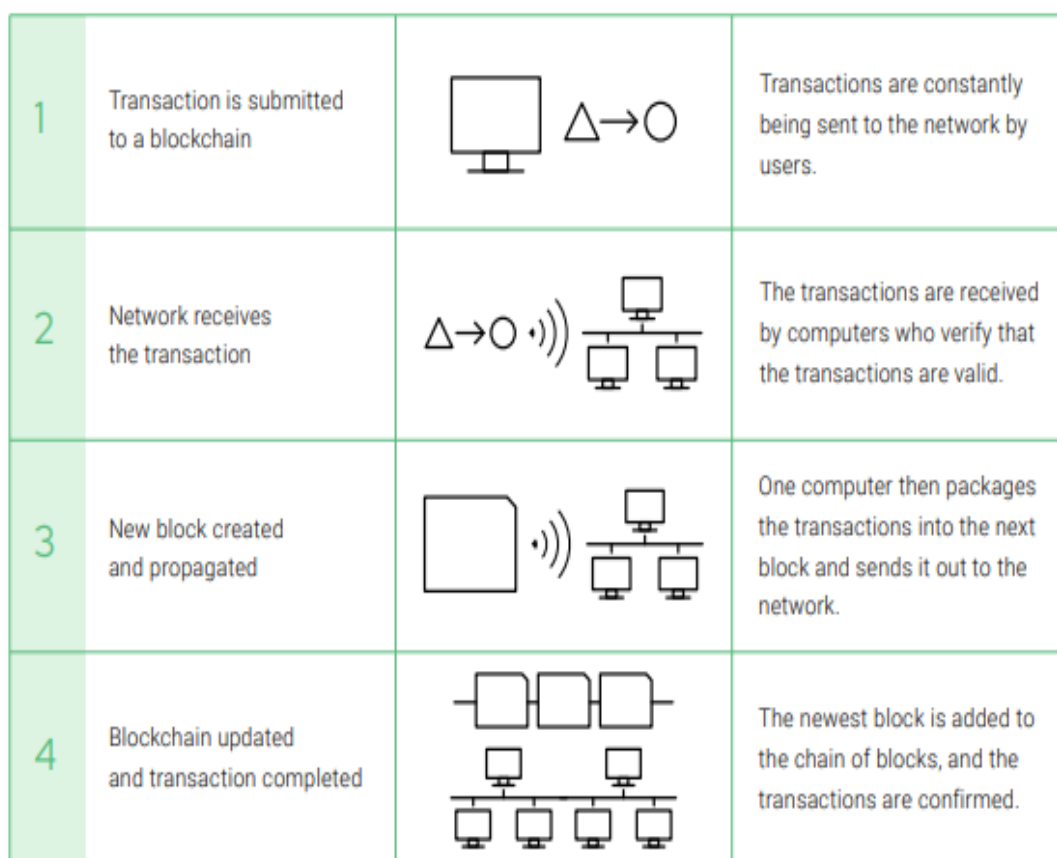 1
Transaction is submitted
to a blockchain
Transactions are constantly
being sent to the network by
users.
2
Network receives
the transaction
The transactions are received
by computers who verify that
the transactions are valid.
3
New block created
and propagated
One computer then packages
the transactions into the next
block and sends it out to the
network.
4
Blockchain updated
and transaction completed
The newest block is added to
the chain of blocks, and the
transactions are confirmed.